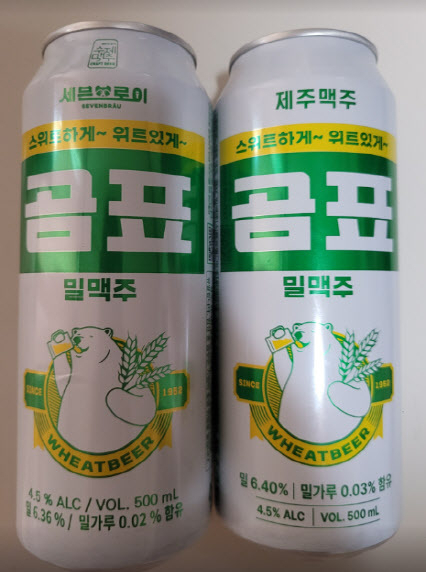 세븐브로이
SEVENBRÄU
스위트하게~ 위트있게~
곰표
밀맥주
SINCE 1952
WHEATBEER
4.5 % ALC / VOL. 500 mL
밀 6.36 % / 밀가루 0.02 % 함유
제주맥주
스위트하게~ 위트있게~
곰표
밀맥주
SINCE 1952
WHEATBEER
밀 6.40% | 밀가루 0.03% 함유
4.5% ALC | VOL. 500 mL